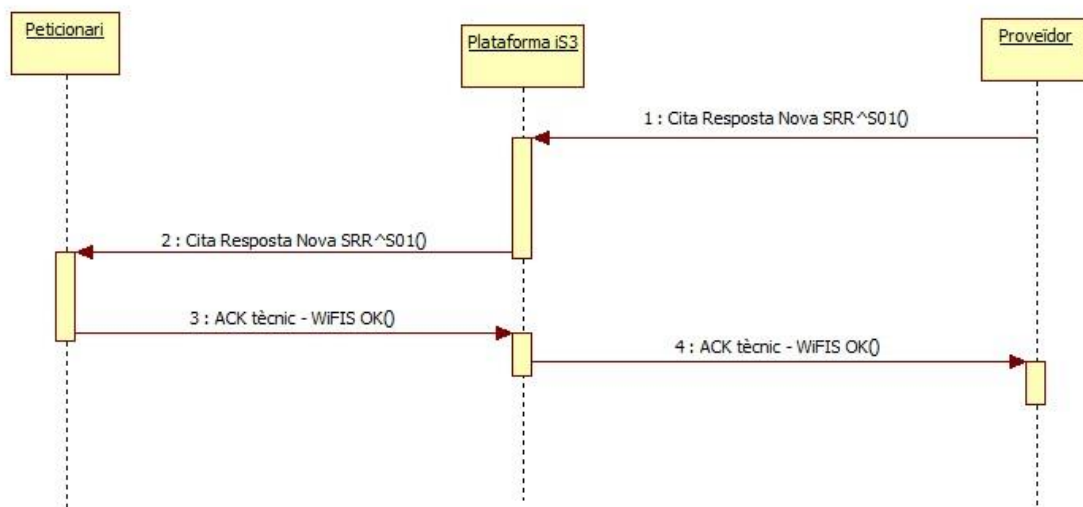 Peticionari
Plataforma iS3
Proveïdor
1 : Cita Resposta Nova SRR^S01()
2 : Cita Resposta Nova SRR^S01()
3 : ACK tècnic - WiFIS OK()
4 : ACK tècnic - WiFIS OK()